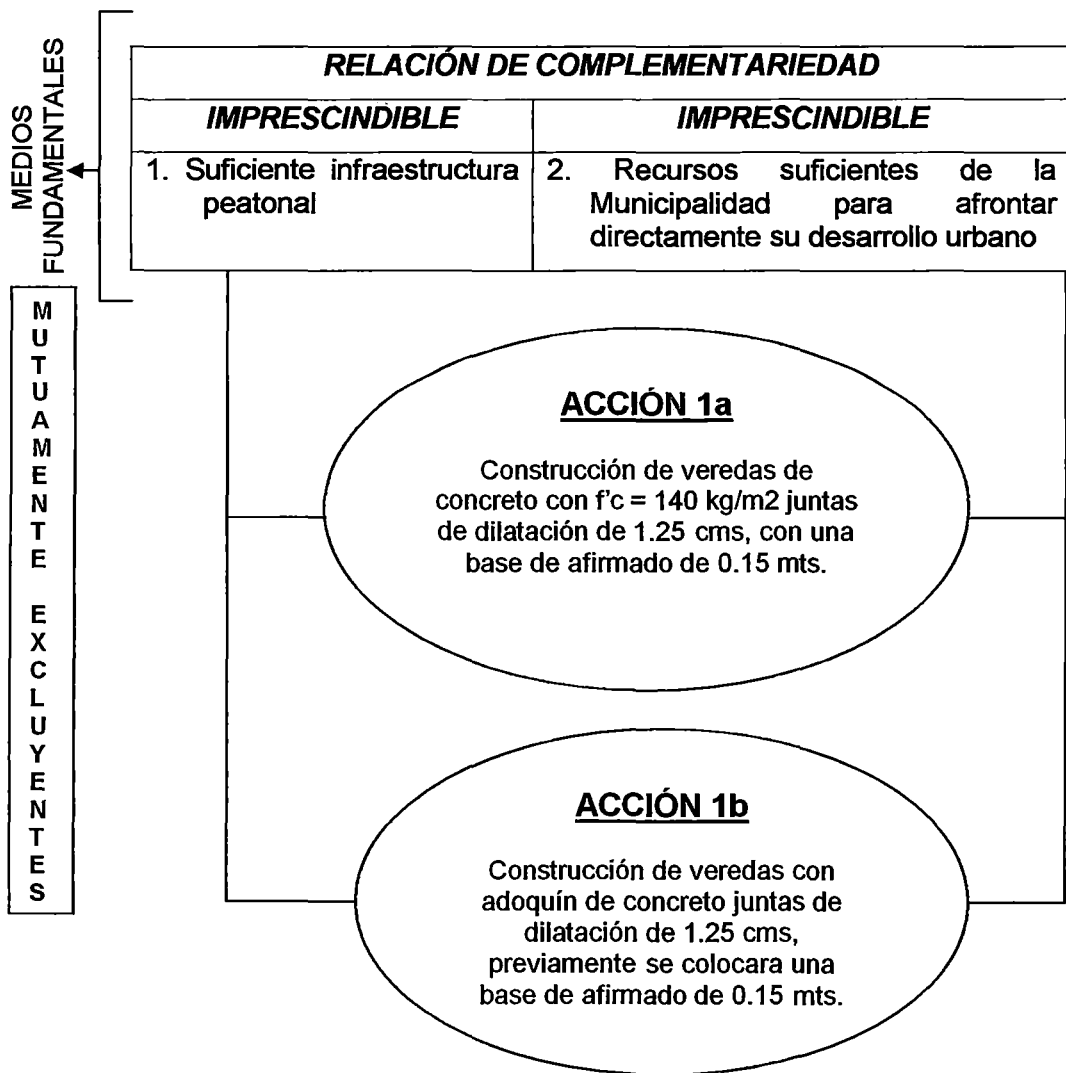 MEDIOS
FUNDAMENTALES
RELACIÓN DE COMPLEMENTARIEDAD
IMPRESCINDIBLE
IMPRESCINDIBLE
1. Suficiente infraestructura
peatonal
2. Recursos suficientes de la
Municipalidad para afrontar
directamente su desarrollo urbano
MUTUAMENTE EXCLUYENTES
ACCIÓN 1a
Construcción de veredas de
concreto con f'c = 140 kg/m2 juntas
de dilatación de 1.25 cms, con una
base de afirmado de 0.15 mts.
ACCIÓN 1b
Construcción de veredas con
adoquín de concreto juntas de
dilatación de 1.25 cms,
previamente se colocara una
base de afirmado de 0.15 mts.